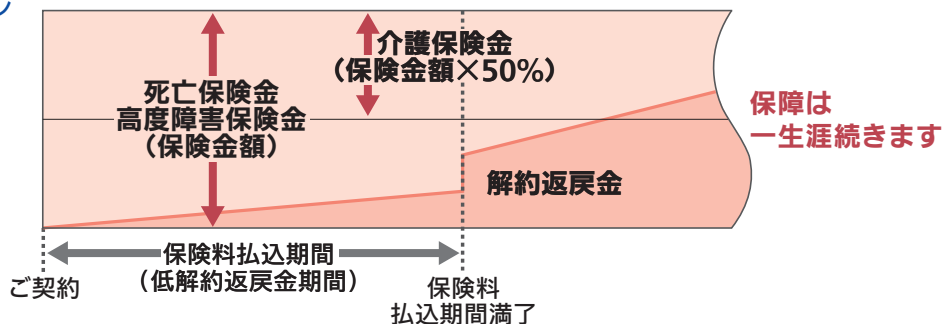 介護保険金
（保険金額×50%）
死亡保険金
高度障害保険金
（保険金額）
保障は
一生涯続きます
解約返戻金
保険料払込期間
（低解約返戻金期間）
ご契約
保険料
払込期間満了